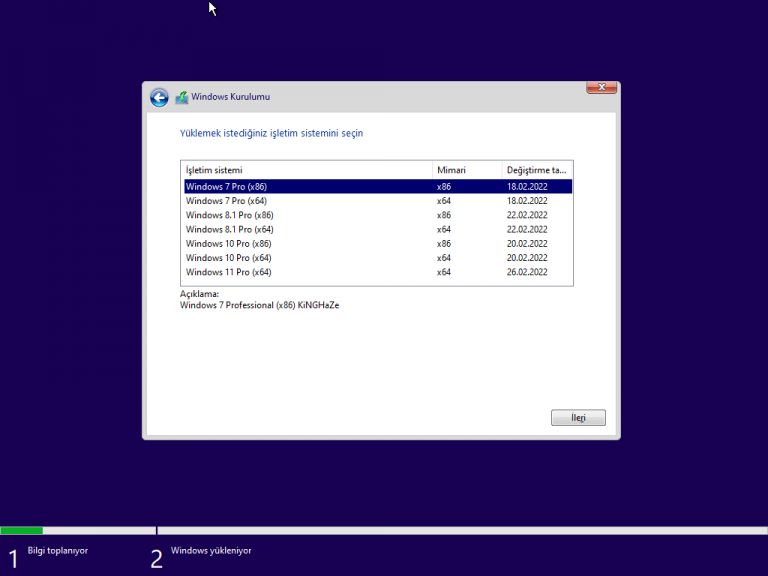 Windows Kurulumu
Yüklemek istediğiniz işletim sistemini seçin
İşletim sistemi Mimari Değiştirme ta...
Windows 7 Pro (x86) x86 18.02.2022
Windows 7 Pro (x64) x64 18.02.2022
Windows 8.1 Pro (x86) x86 22.02.2022
Windows 8.1 Pro (x64) x64 22.02.2022
Windows 10 Pro (x86) x86 20.02.2022
Windows 10 Pro (x64) x64 20.02.2022
Windows 11 Pro (x64) x64 26.02.2022
Açıklama:
Windows 7 Professional (x86) KiNGHaZe
İleri
1 Bilgi toplanıyor 2 Windows yükleniyor